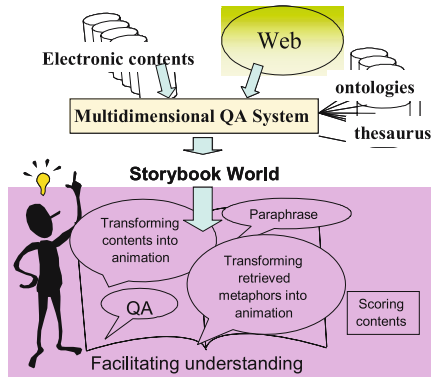 Web
Electronic contents
ontologies
Multidimensional QA System
thesaurus
Storybook World
Paraphrase
Transforming
contents into
animation
Transforming
retrieved
metaphors into
animation
QA
Scoring
contents
Facilitating understanding